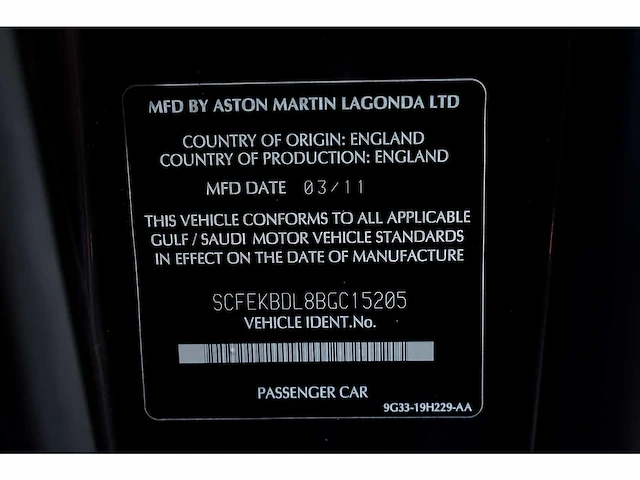 MFD BY ASTON MARTIN LAGONDA LTD
COUNTRY OF ORIGIN: ENGLAND
COUNTRY OF PRODUCTION: ENGLAND
MFD DATE 03/11
THIS VEHICLE CONFORMS TO ALL APPLICABLE
GULF / SAUDI MOTOR VEHICLE STANDARDS
IN EFFECT ON THE DATE OF MANUFACTURE
SCFEKBDL8BGC15205
VEHICLE IDENT.No.
PASSENGER CAR
9G33-19H229-AA